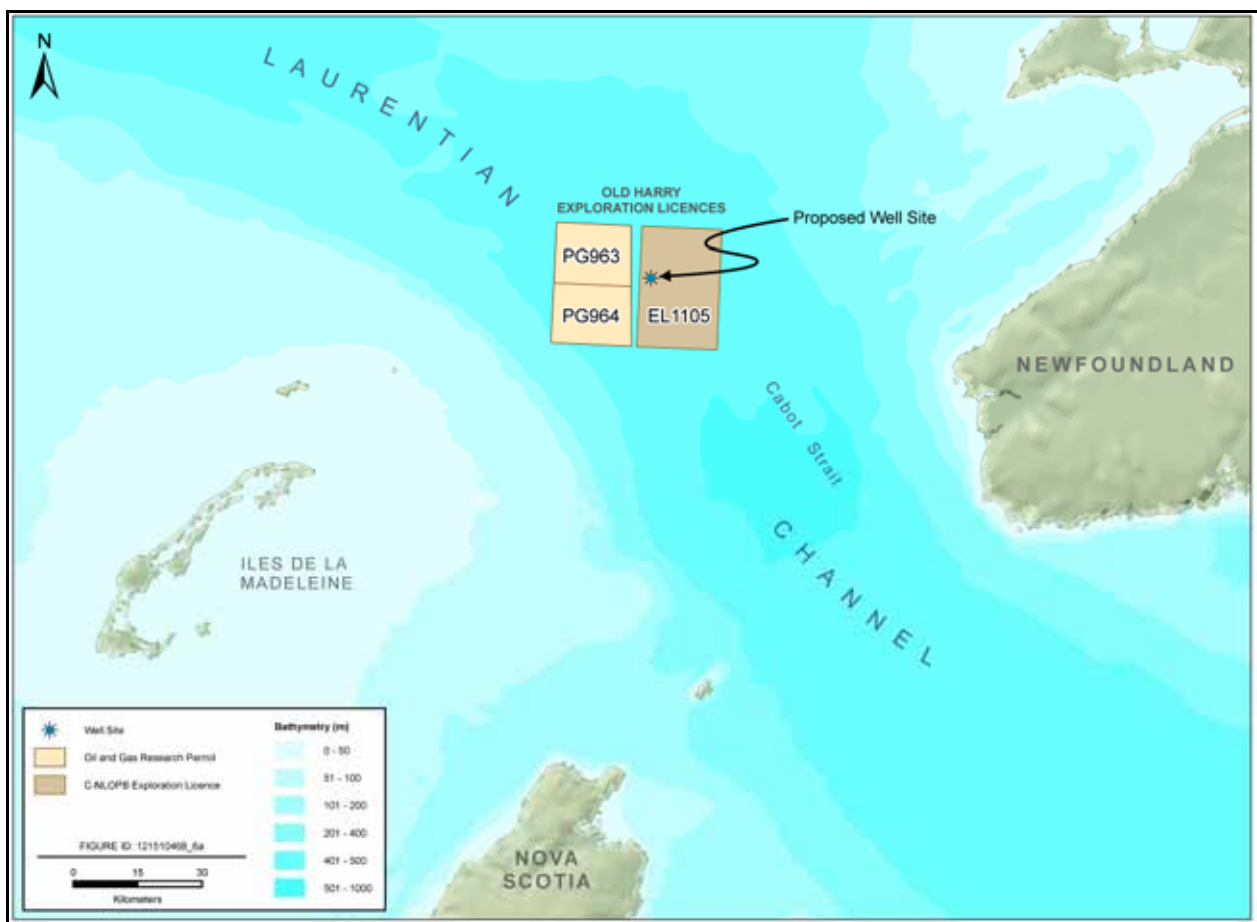 N
LAURENTIAN
OLD HARRY
EXPLORATION LICENCES
Proposed Well Site
PG963
PG964
EL1105
NEWFOUNDLAND
Cabot Strait
CHANNEL
ILES DE LA
MADELEINE
NOVA
SCOTIA
Well Site
Oil and Gas Research Permit
C-NLOPB Exploration Licence
FIGURE ID: 121510468_6a
0 15 30
Kilometers
Bathymetry (m)
0 - 50
51 - 100
101 - 200
201 - 400
401 - 500
501 - 1000